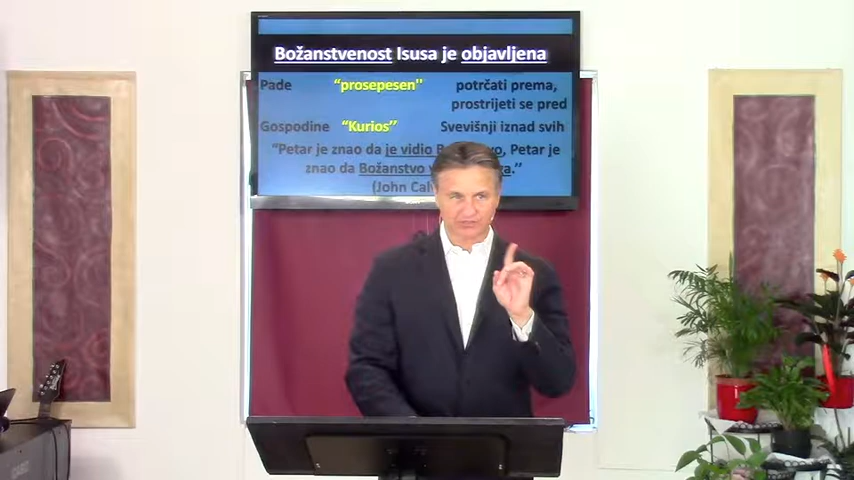 Božanstvenost Isusa je objavljena
Pade “prosepesen” potrčati prema,
prostrijeti se pred
Gospodine “Kurios” Svevišnji iznad svih
“Petar je znao da je vidio Petar je
znao da Božanstvo
(John
CASIO